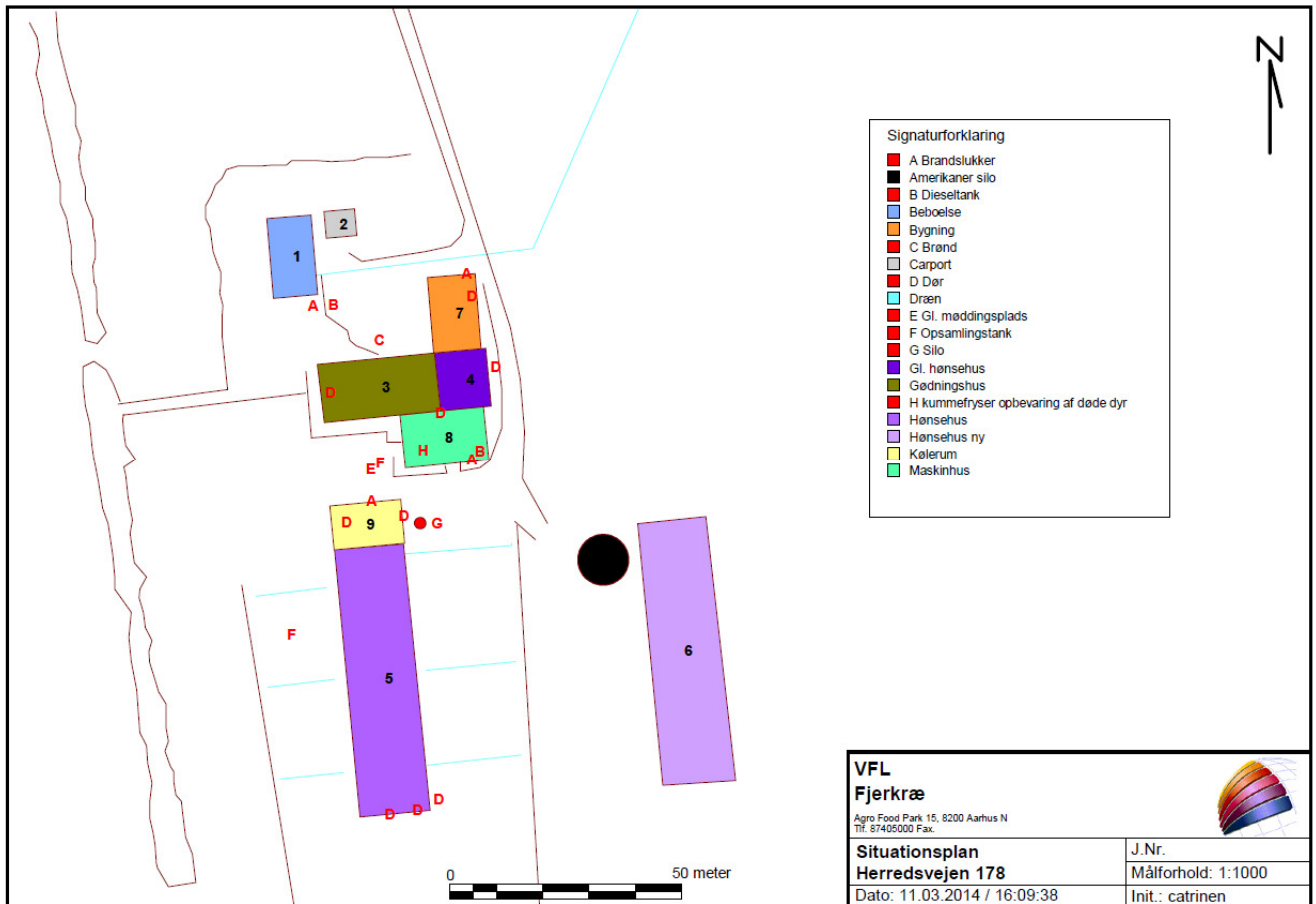 N
Signaturforklaring
A Brandslukker
Amerikaner silo
B Dieseltank
Beboelse
Bygning
C Brønd
Carport
D Dør
Dræn
E Gl. møddingsplads
F Opsamlingstank
G Silo
Gl. hønsehus
Gødningshus
H kummefryser opbevaring af døde dyr
Hønsehus
Hønsehus ny
Kølerum
Maskinhus
2
1
A
A B
D
7
C
D
3
4
D
D
8
H
B
A
E F
A
D
9
D
G
F
5
6
D
D
D
0
50 meter
VFL
Fjerkræ
Agro Food Park 15, 8200 Aarhus N
Tlf. 87405000 Fax.
Situationsplan
Herredsvejen 178
Dato: 11.03.2014 / 16:09:38
J.Nr.
Målforhold: 1:1000
Init.: catrinen